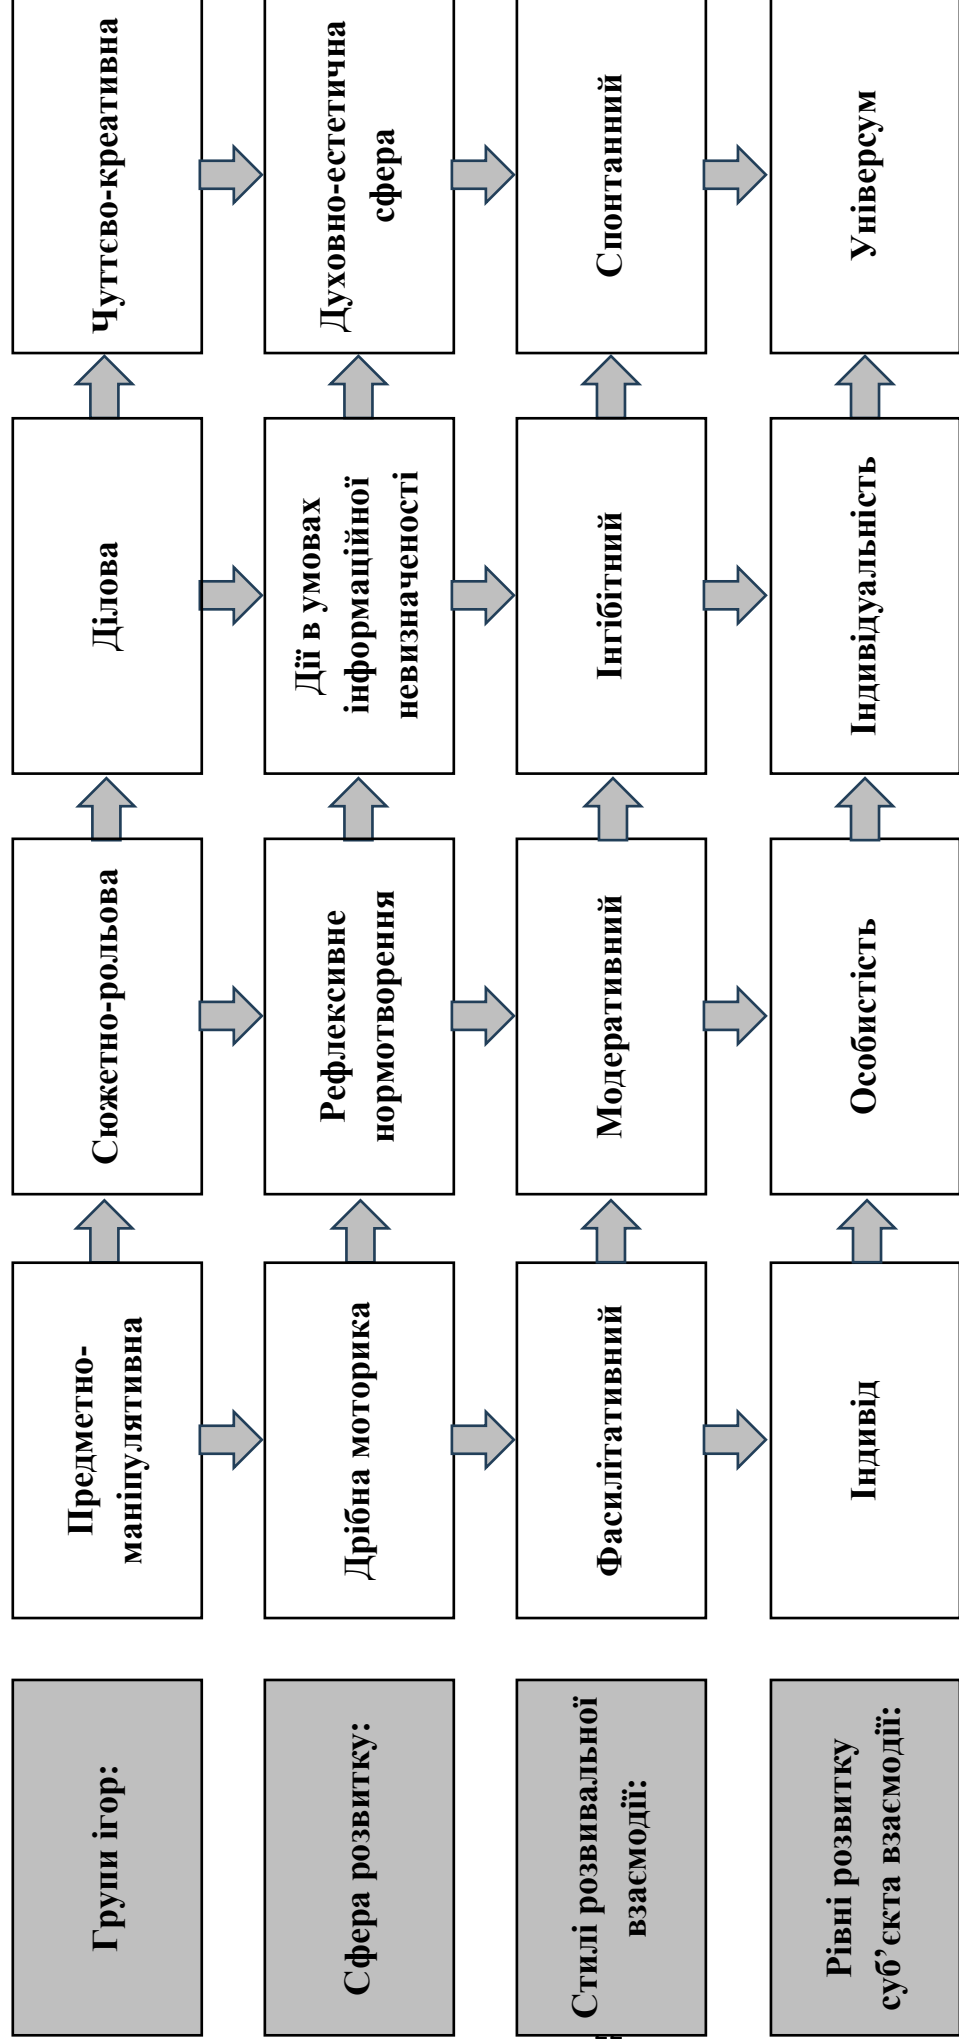 Групи ігор:
Предметно-
маніпулятивна
Сюжетно-рольова
Ділова
Чуттєво-креативна
Сфера розвитку:
Дрібна моторика
Рефлексивне
нормотворення
Дії в умовах
інформаційної
невизначеності
Духовно-естетична
сфера
Стилі розвивальної
взаємодії:
Фасилітативний
Модеративний
Інгібітний
Спонтанний
Рівні розвитку
суб’єкта взаємодії:
Індивід
Особистість
Індивідуальність
Універсум